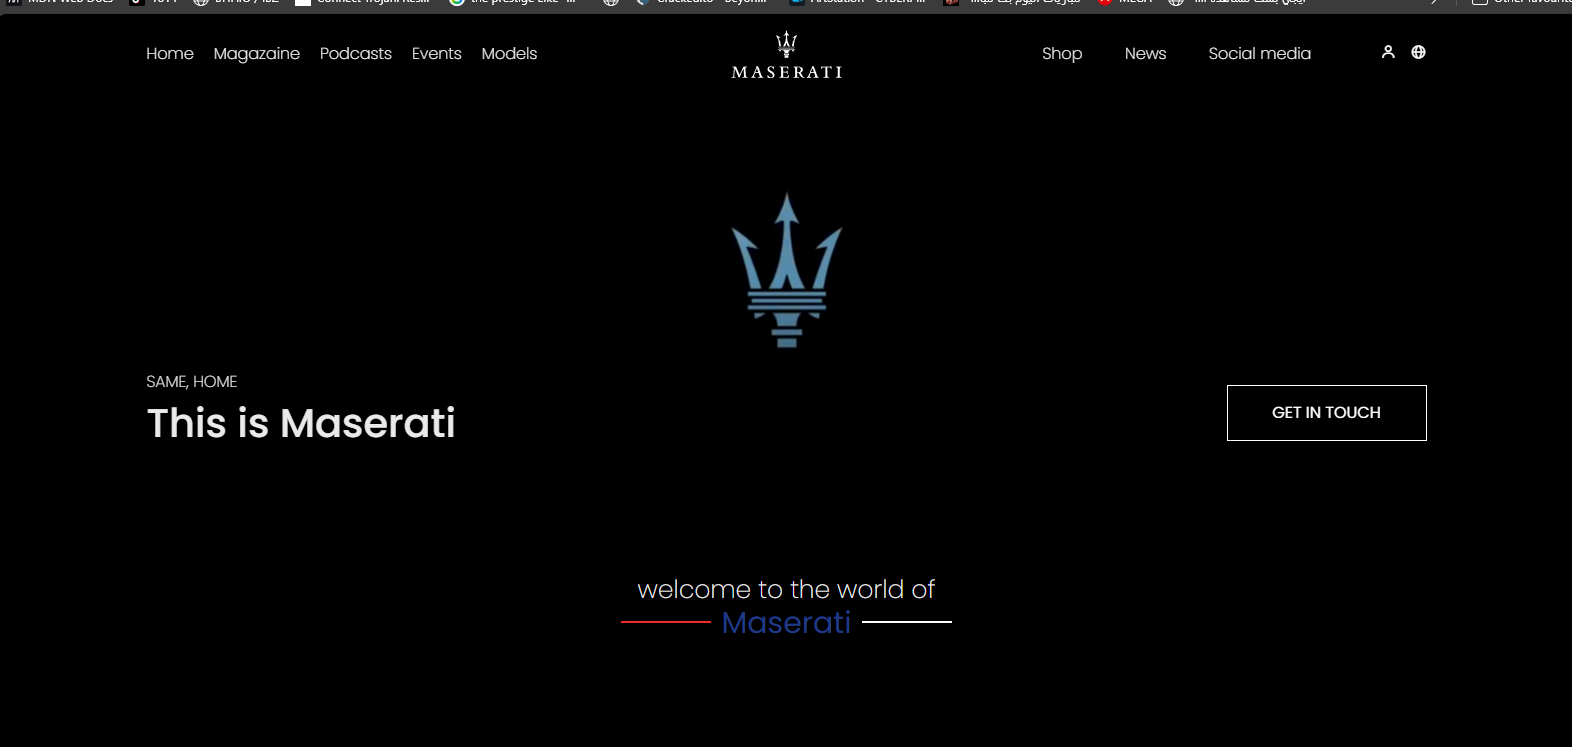 Home Magazaine Podcasts Events Models
MASERATI
Shop News Social media
SAME, HOME
This is Maserati
GET IN TOUCH
welcome to the world of
Maserati